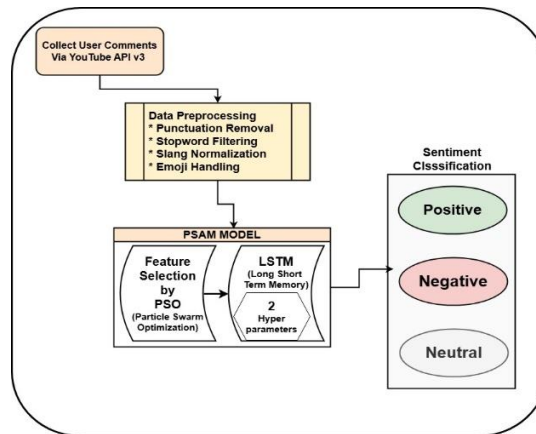 Collect User Comments
Via YouTube API v3
Data Preprocessing
* Punctuation Removal
* Stopword Filtering
* Slang Normalization
* Emoji Handling
PSAM MODEL
Feature
Selection
by
PSO
(Particle Swarm
Optimization)
LSTM
(Long Short
Term Memory)
2
Hyper
parameters
Sentiment
Clsssification
Positive
Negative
Neutral